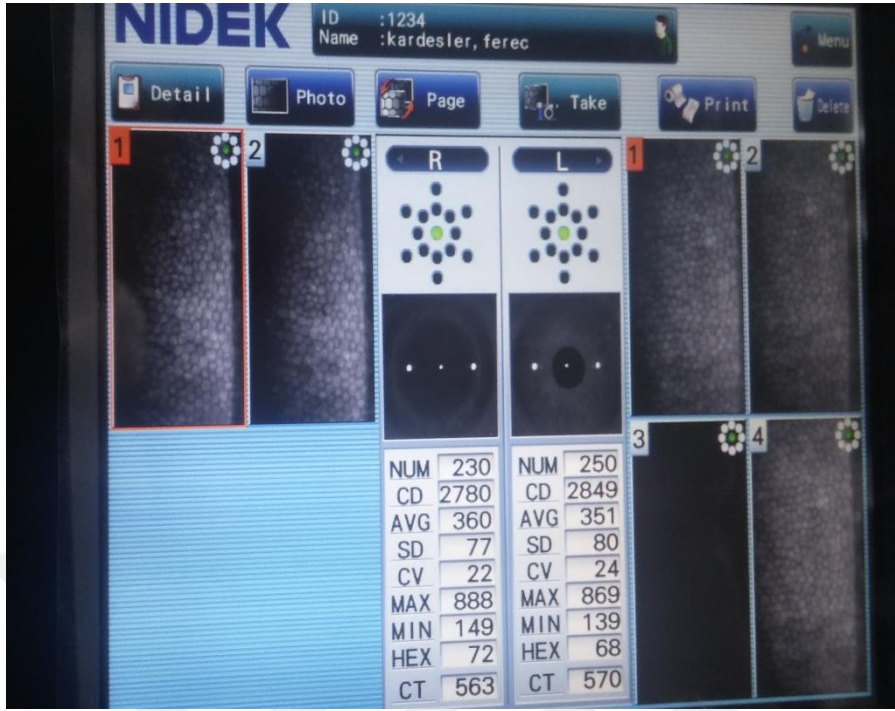 NIDEK
ID :1234
Name :kardesler, ferec
Menu
Detail
Photo
Page
Take
Print
Delete
1
2
R
L
1
2
NUM 230
CD 2780
AVG 360
SD 77
CV 22
MAX 888
MIN 149
HEX 72
CT 563
NUM 250
CD 2849
AVG 351
SD 80
CV 24
MAX 869
MIN 139
HEX 68
CT 570
3
4